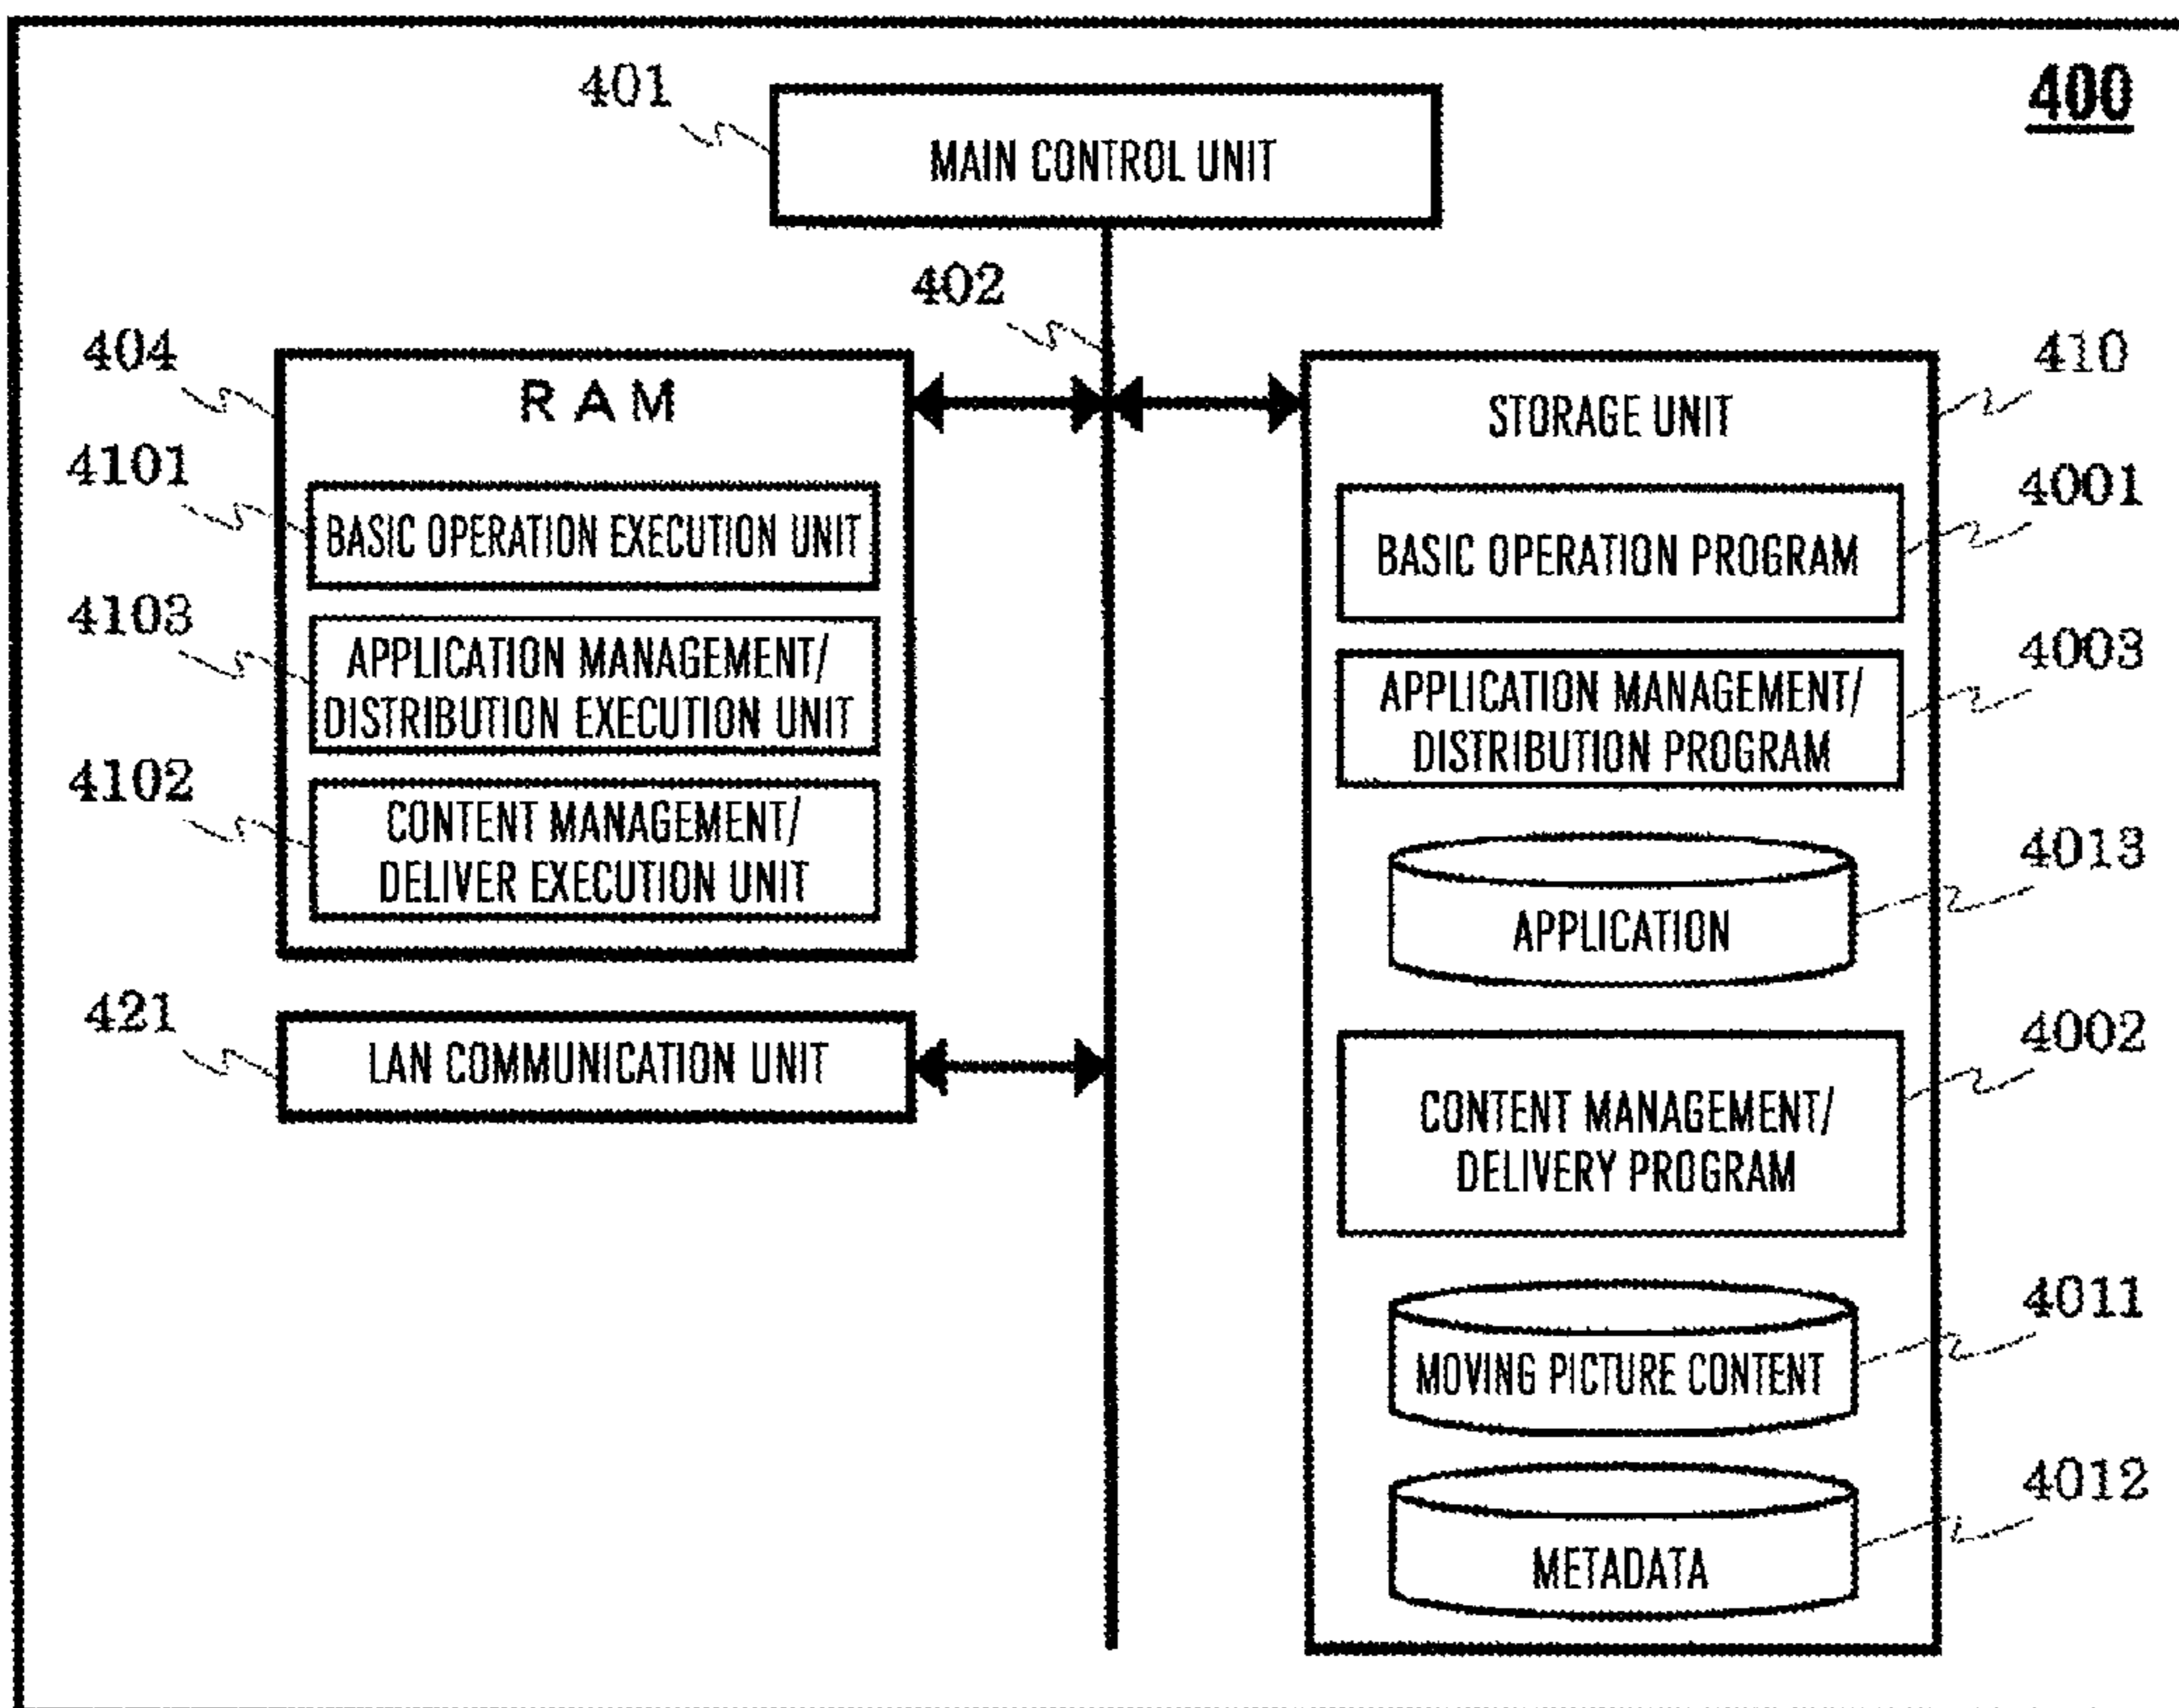 400
401
MAIN CONTROL UNIT
402
404
RAM
4101
BASIC OPERATION EXECUTION UNIT
4103
APPLICATION MANAGEMENT/
DISTRIBUTION EXECUTION UNIT
4102
CONTENT MANAGEMENT/
DELIVER EXECUTION UNIT
421
LAN COMMUNICATION UNIT
410
STORAGE UNIT
4001
BASIC OPERATION PROGRAM
4003
APPLICATION MANAGEMENT/
DISTRIBUTION PROGRAM
4013
APPLICATION
4002
CONTENT MANAGEMENT/
DELIVERY PROGRAM
4011
MOVING PICTURE CONTENT
4012
METADATA